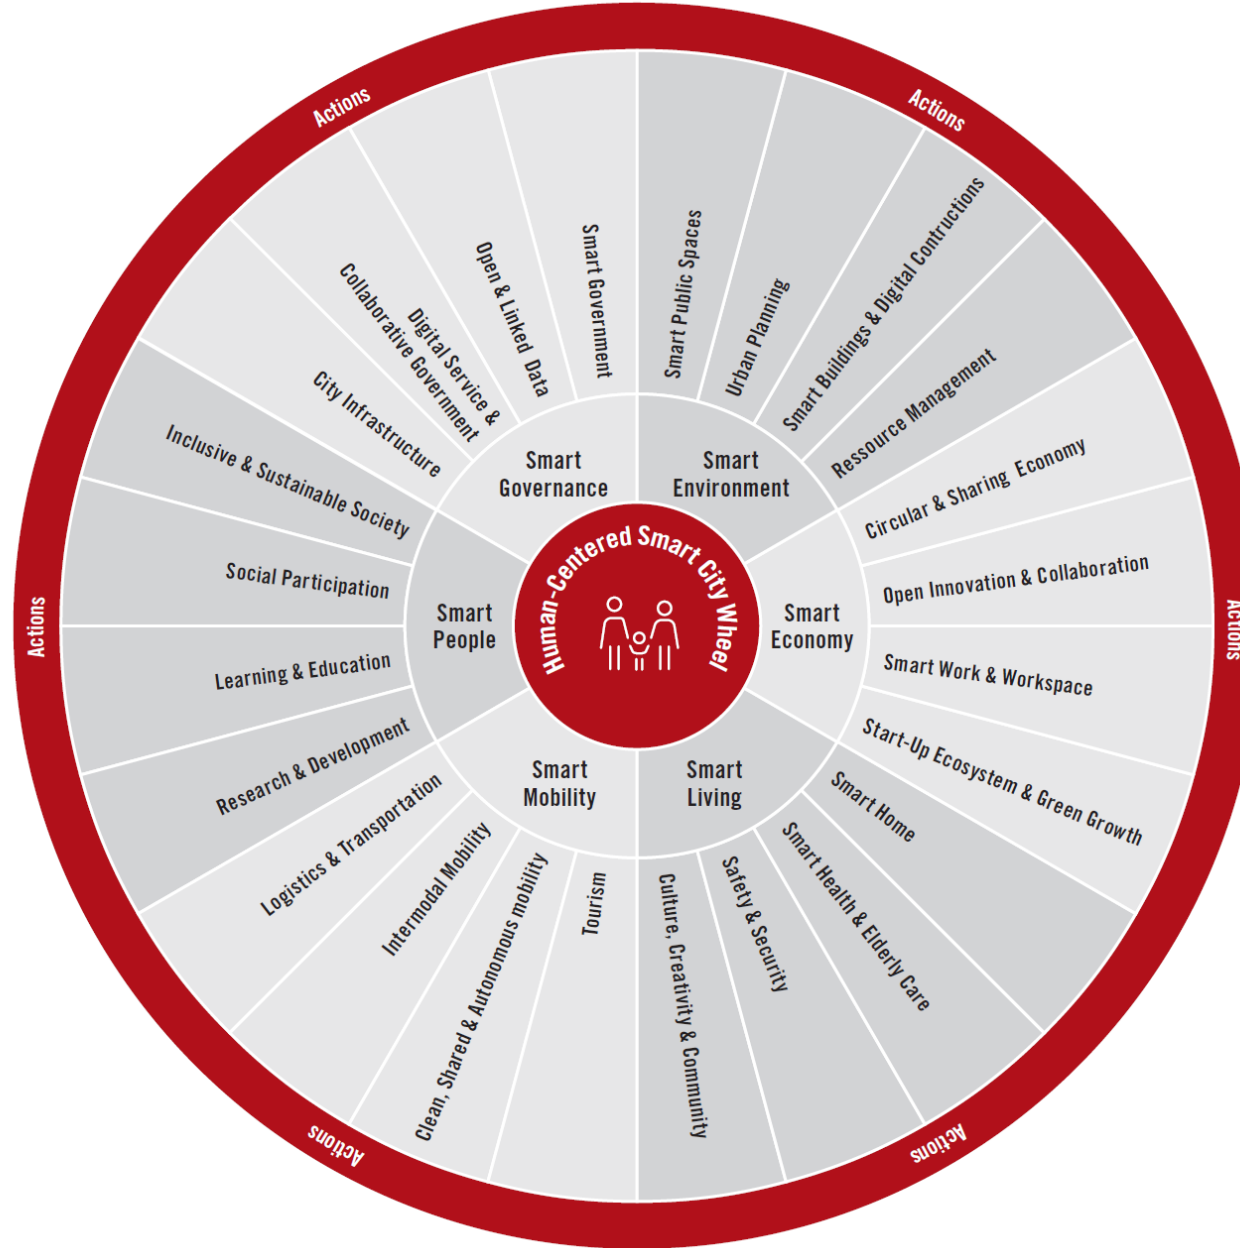 Human-Centered Smart City Wheel
Smart
Environment
Smart Public Spaces
Urban Planning
Smart Buildings & Digital Contructions
Ressource Management
Smart
Economy
Circular & Sharing Economy
Open Innovation & Collaboration
Smart Work & Workspace
Start-Up Ecosystem & Green Growth
Smart
Living
Smart Home
Smart Health & Elderly Care
Safety & Security
Culture, Creativity & Community
Smart
Mobility
Tourism
Clean, Shared & Autonomous mobility
Intermodal Mobility
Logistics & Transportation
Smart
People
Research & Development
Learning & Education
Social Participation
Inclusive & Sustainable Society
Smart
Governance
City Infrastructure
Digital Service &
Collaborative Government
Open & Linked Data
Smart Government
Actions
Actions
Actions
Actions
Actions
Actions